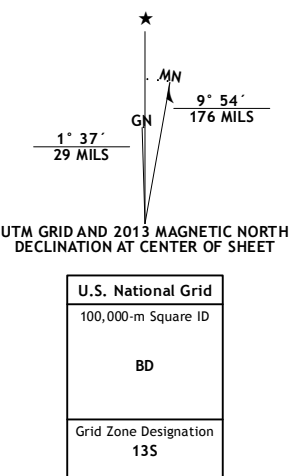 ★
MN
GN
9° 54´
176 MILS
1° 37´
29 MILS
UTM GRID AND 2013 MAGNETIC NORTH
DECLINATION AT CENTER OF SHEET
U.S. National Grid
100,000-m Square ID
BD
Grid Zone Designation
13S